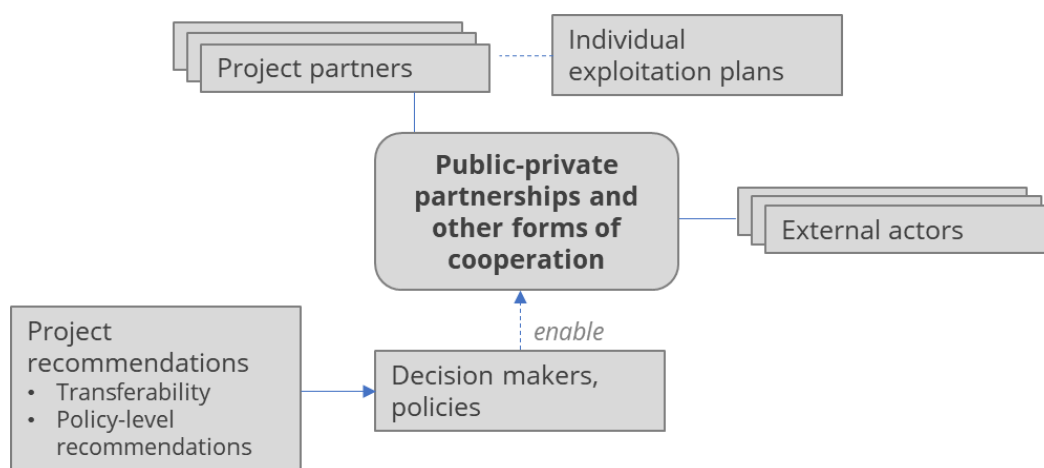 Project partners
Individual
exploitation plans
Public-private
partnerships and
other forms of
cooperation
External actors
enable
Project
recommendations
• Transferability
• Policy-level
recommendations
Decision makers,
policies